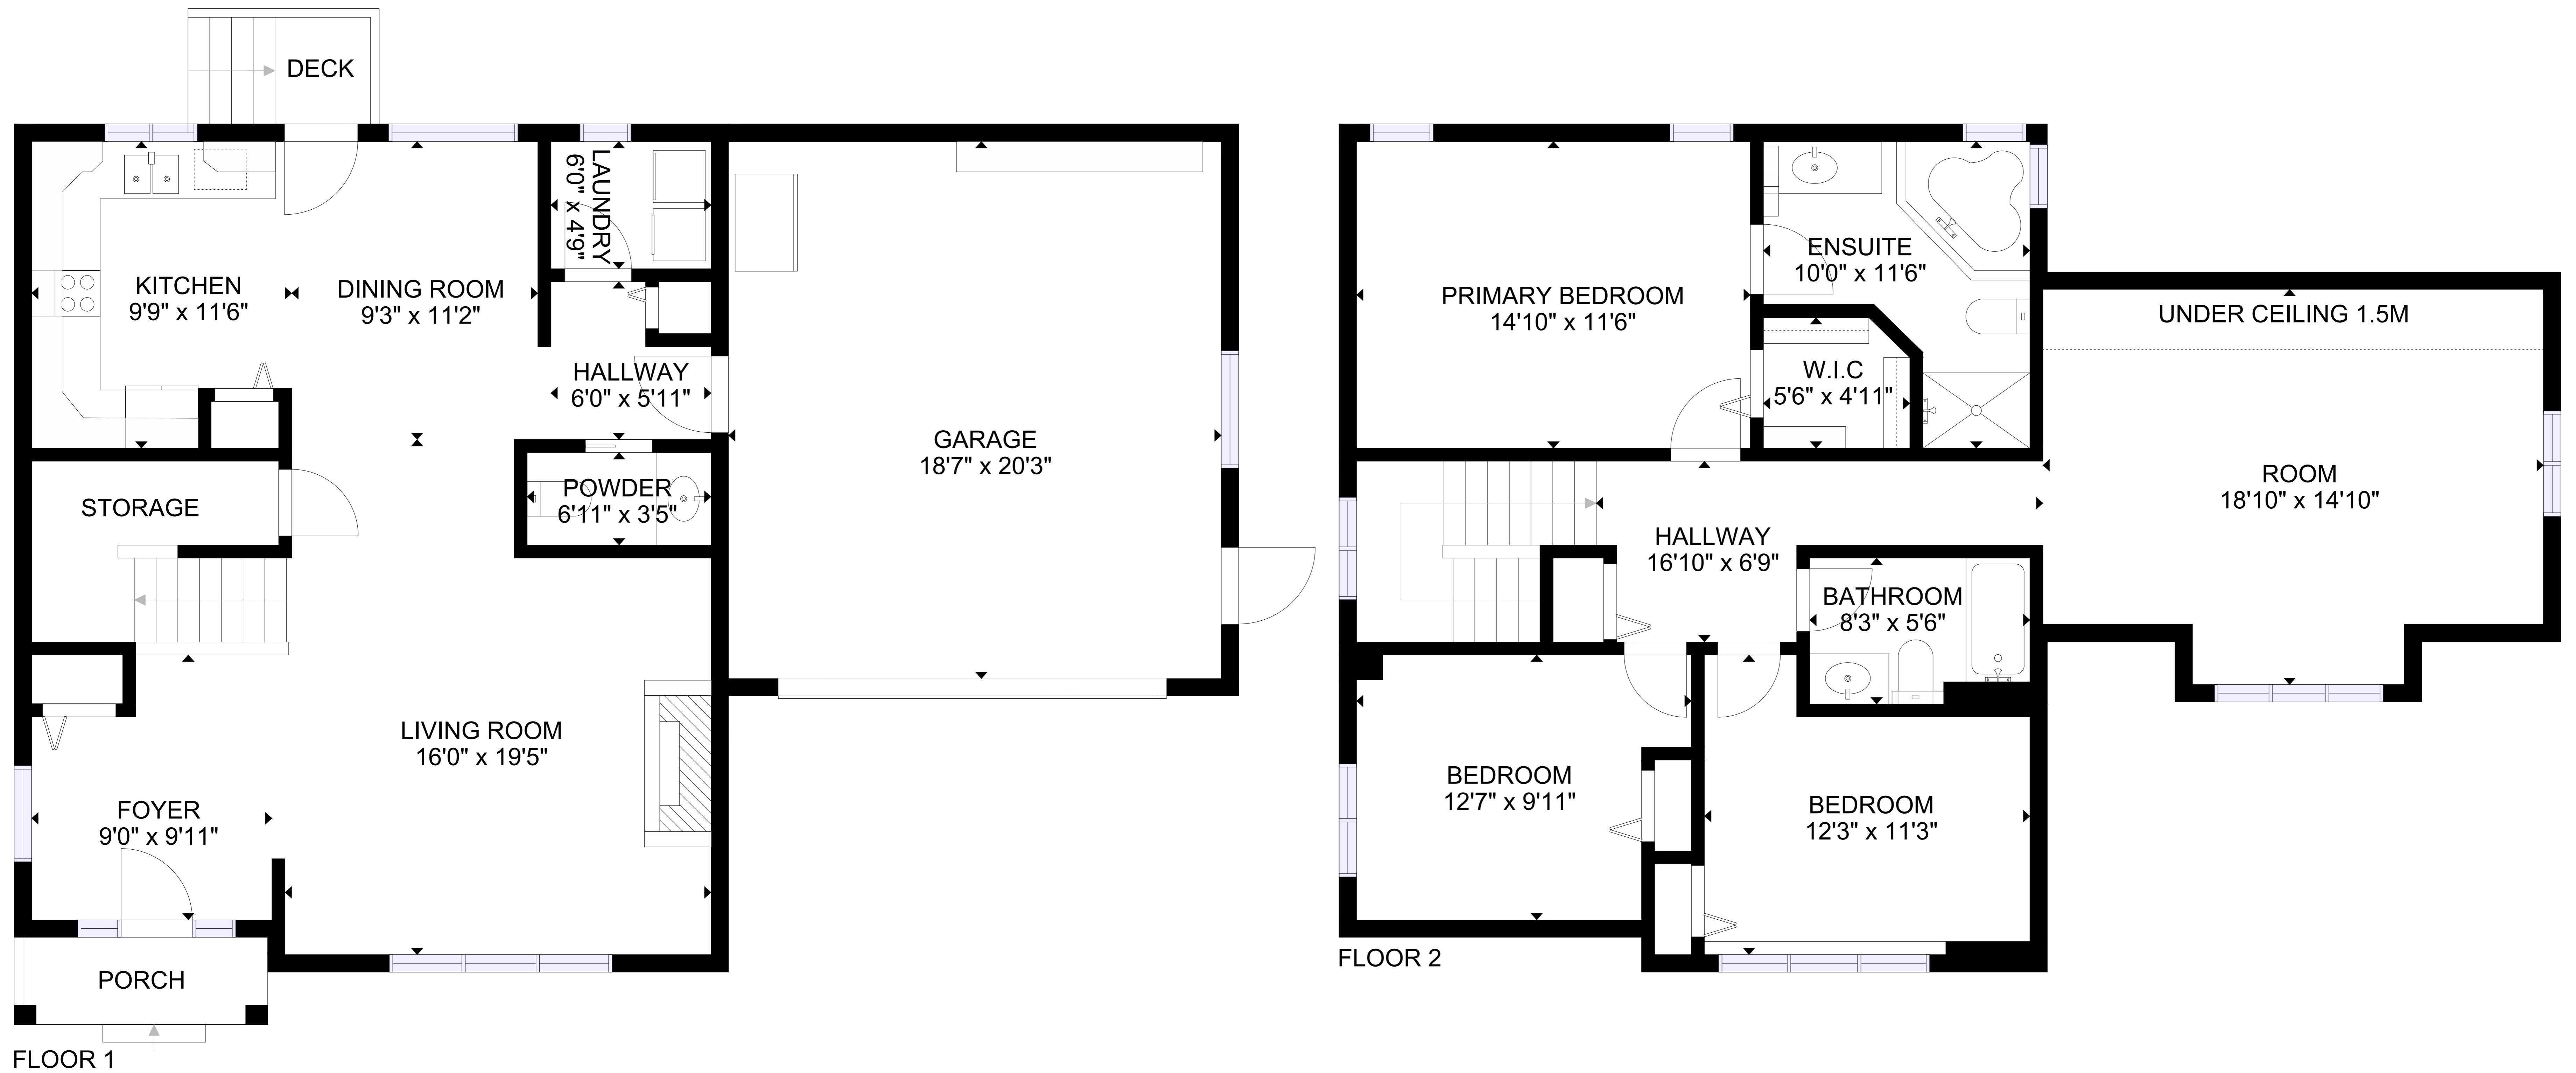 DECK
KITCHEN
9'9" x 11'6"
DINING ROOM
9'3" x 11'2"
LAUNDRY
6'0" x 4'9"
HALLWAY
6'0" x 5'11"
GARAGE
18'7" x 20'3"
STORAGE
POWDER
6'11" x 3'5"
LIVING ROOM
16'0" x 19'5"
FOYER
9'0" x 9'11"
PORCH
FLOOR 1
PRIMARY BEDROOM
14'10" x 11'6"
ENSUITE
10'0" x 11'6"
W.I.C
5'6" x 4'11"
UNDER CEILING 1.5M
ROOM
18'10" x 14'10"
HALLWAY
16'10" x 6'9"
BATHROOM
8'3" x 5'6"
BEDROOM
12'7" x 9'11"
BEDROOM
12'3" x 11'3"
FLOOR 2